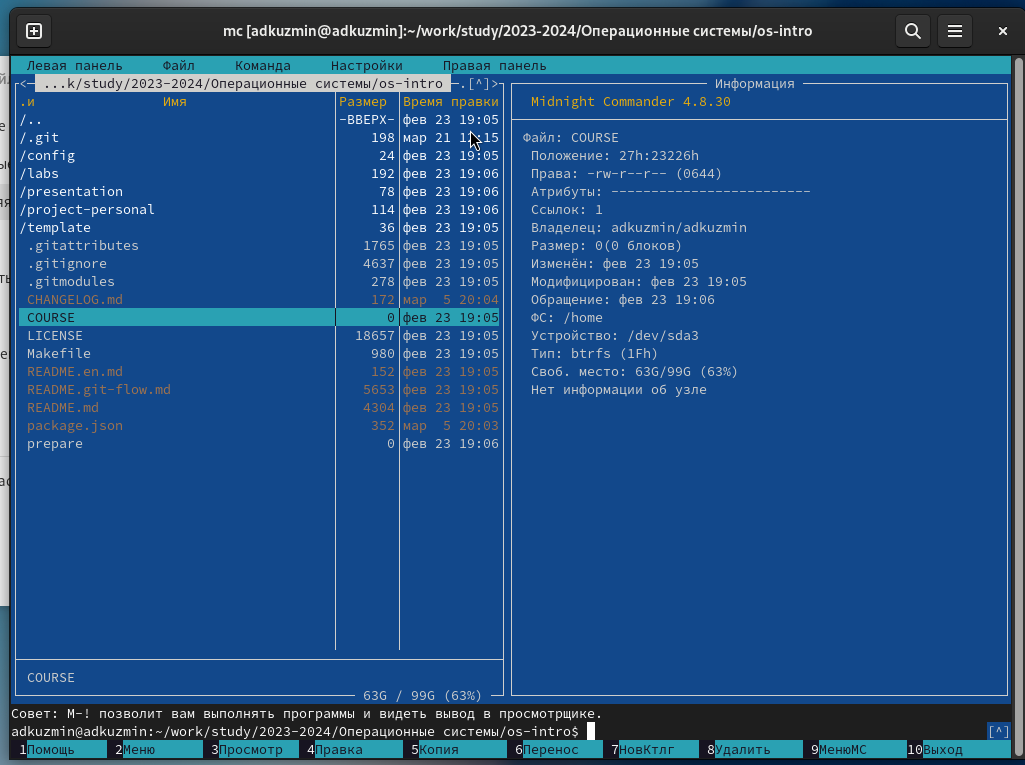 mc [adkuzmin@adkuzmin]:~/work/study/2023-2024/Операционные системы/os-intro
Левая панель Файл Команда Настройки Правая панель
<─ ...k/study/2023-2024/Операционные системы/os-intro ─.[^]>
.и Имя Размер Время правки
/.. -ВВЕРХ- фев 23 19:05
/.git 198 мар 21 :15
/config 24 фев 23 19:05
/labs 192 фев 23 19:06
/presentation 78 фев 23 19:06
/project-personal 114 фев 23 19:06
/template 36 фев 23 19:05
.gitattributes 1765 фев 23 19:05
.gitignore 4637 фев 23 19:05
.gitmodules 278 фев 23 19:05
CHANGELOG.md 172 мар 5 20:04
COURSE 0 фев 23 19:05
LICENSE 18657 фев 23 19:05
Makefile 980 фев 23 19:05
README.en.md 152 фев 23 19:05
README.git-flow.md 5653 фев 23 19:05
README.md 4304 фев 23 19:05
package.json 352 мар 5 20:03
prepare 0 фев 23 19:06
COURSE
63G / 99G (63%)
Информация
Midnight Commander 4.8.30
Файл: COURSE
Положение: 27h:23226h
Права: -rw-r--r-- (0644)
Атрибуты: -------------------------
Ссылок: 1
Владелец: adkuzmin/adkuzmin
Размер: 0(0 блоков)
Изменён: фев 23 19:05
Модифицирован: фев 23 19:05
Обращение: фев 23 19:06
ФС: /home
Устройство: /dev/sda3
Тип: btrfs (1Fh)
Своб. место: 63G/99G (63%)
Нет информации об узле
Совет: M-! позволит вам выполнять программы и видеть вывод в просмотрщике.
adkuzmin@adkuzmin:~/work/study/2023-2024/Операционные системы/os-intro$ [^]
1Помощь 2Меню 3Просмотр 4Правка 5Копия 6Перенос 7НовКтлг 8Удалить 9МенюMC 10Выход